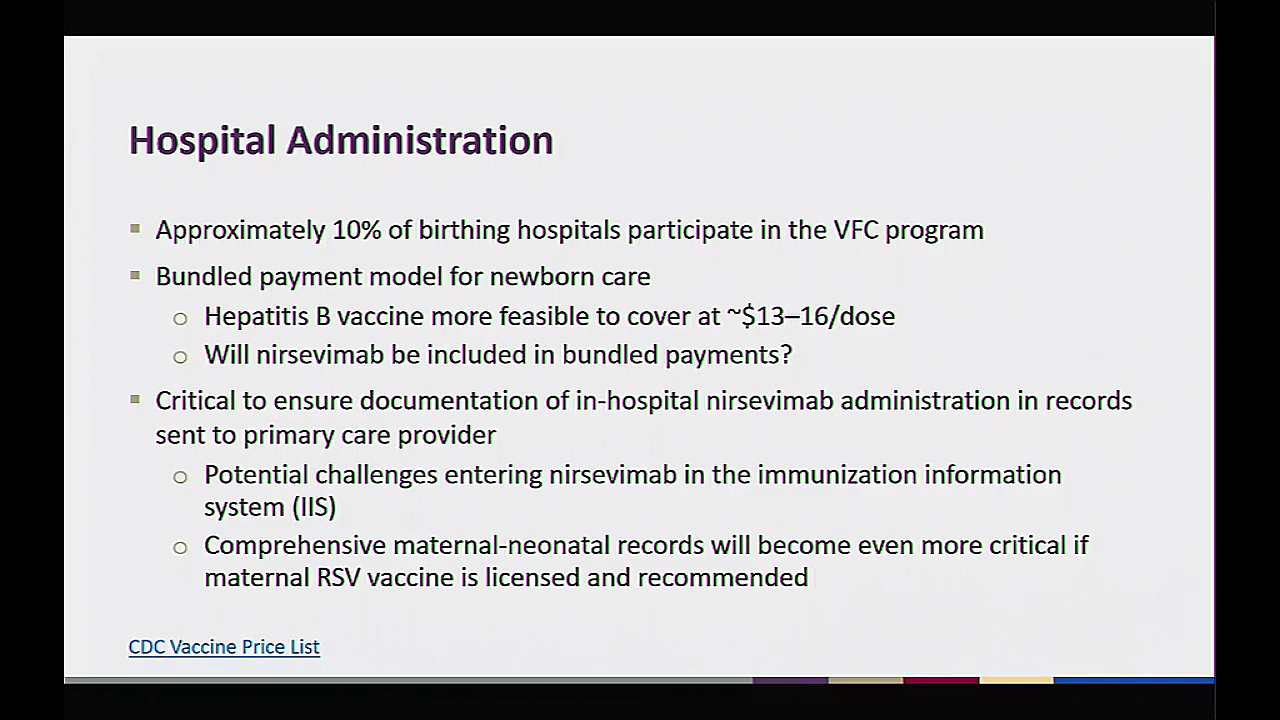 Hospital Administration
▪ Approximately 10% of birthing hospitals participate in the VFC program
▪ Bundled payment model for newborn care
o Hepatitis B vaccine more feasible to cover at ~$13–16/dose
o Will nirsevimab be included in bundled payments?
▪ Critical to ensure documentation of in-hospital nirsevimab administration in records
sent to primary care provider
o Potential challenges entering nirsevimab in the immunization information
system (IIS)
o Comprehensive maternal-neonatal records will become even more critical if
maternal RSV vaccine is licensed and recommended
CDC Vaccine Price List